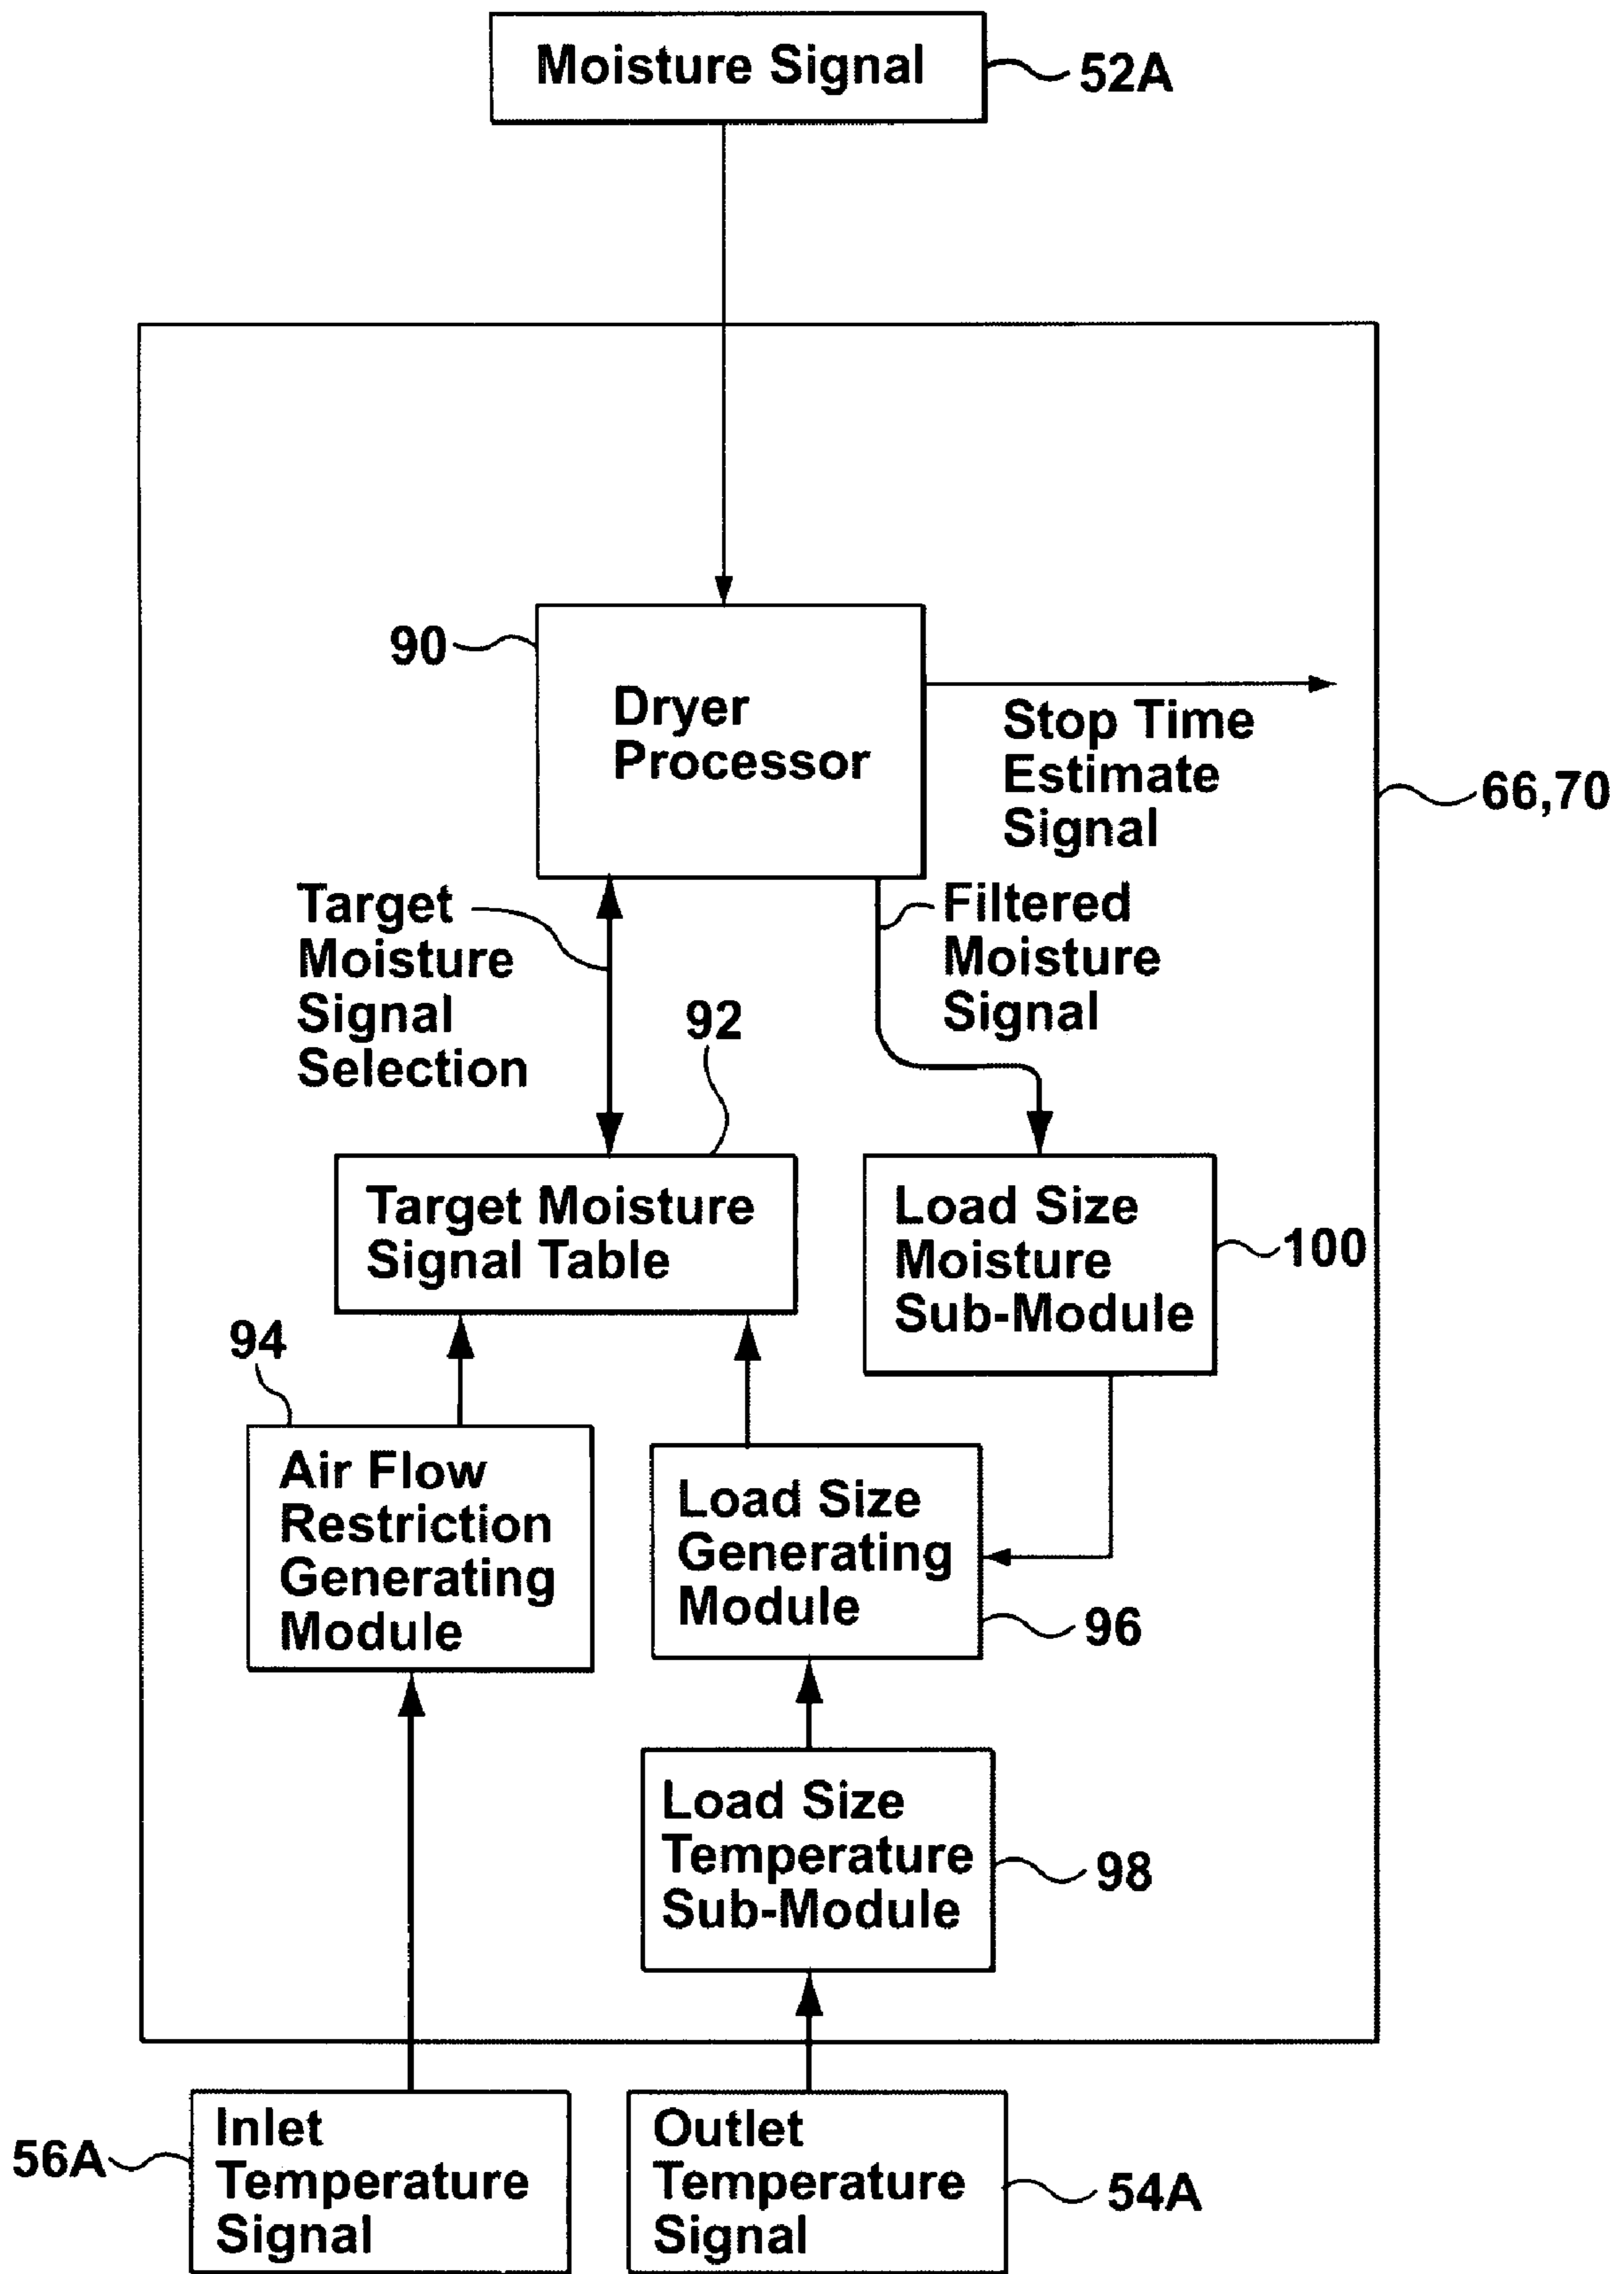 Moisture Signal
52A
90
Dryer
Processor
Stop Time
Estimate
Signal
66,70
Target
Moisture
Signal
Selection
Filtered
Moisture
Signal
92
Target Moisture
Signal Table
Load Size
Moisture
Sub-Module
100
94
Air Flow
Restriction
Generating
Module
Load Size
Generating
Module
96
Load Size
Temperature
Sub-Module
98
56A
Inlet
Temperature
Signal
Outlet
Temperature
Signal
54A